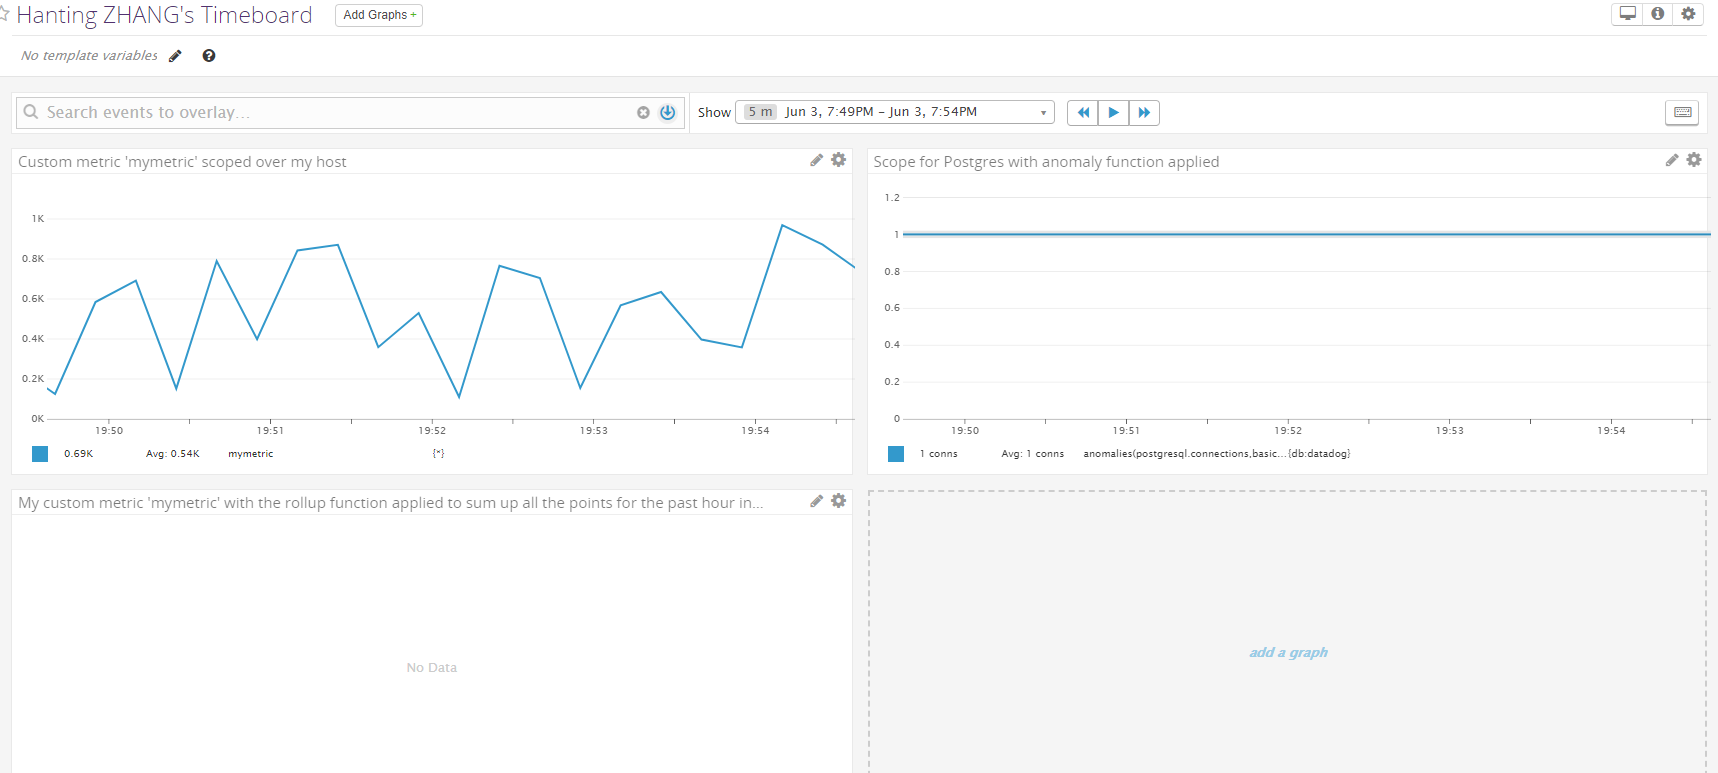 Hanting ZHANG's Timeboard Add Graphs +
No template variables
Search events to overlay...
Show 5 m Jun 3, 7:49PM - Jun 3, 7:54PM
Custom metric 'mymetric' scoped over my host
1K
0.8K
0.6K
0.4K
0.2K
0K
19:50 19:51 19:52 19:53 19:54
0.69K Avg: 0.54K mymetric {*}
Scope for Postgres with anomaly function applied
1.2
1
0.8
0.6
0.4
0.2
0
19:50 19:51 19:52 19:53 19:54
1 conns Avg: 1 conns anomalies(postgresql.connections,basic...{db:datadog}
My custom metric 'mymetric' with the rollup function applied to sum up all the points for the past hour in...
No Data
add a graph